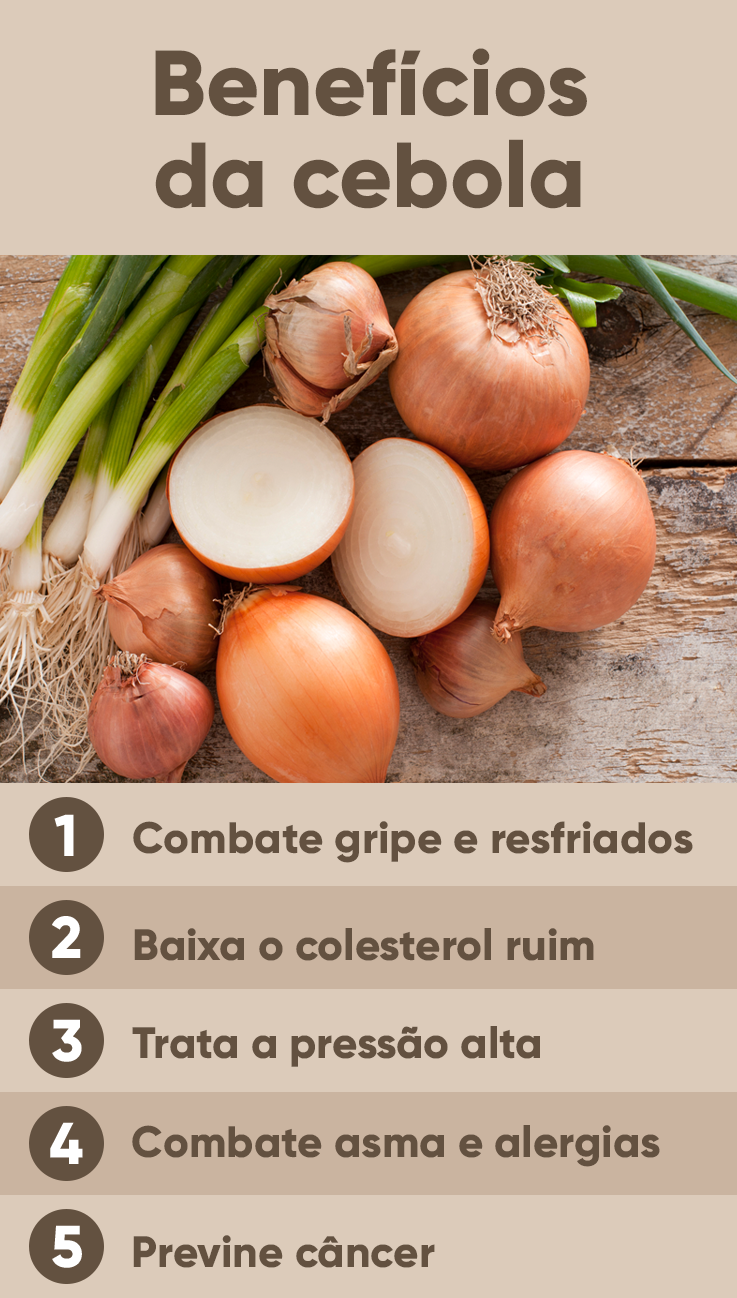 Benefícios
da cebola
1 Combate gripe e resfriados
2 Baixa o colesterol ruim
3 Trata a pressão alta
4 Combate asma e alergias
5 Previne câncer